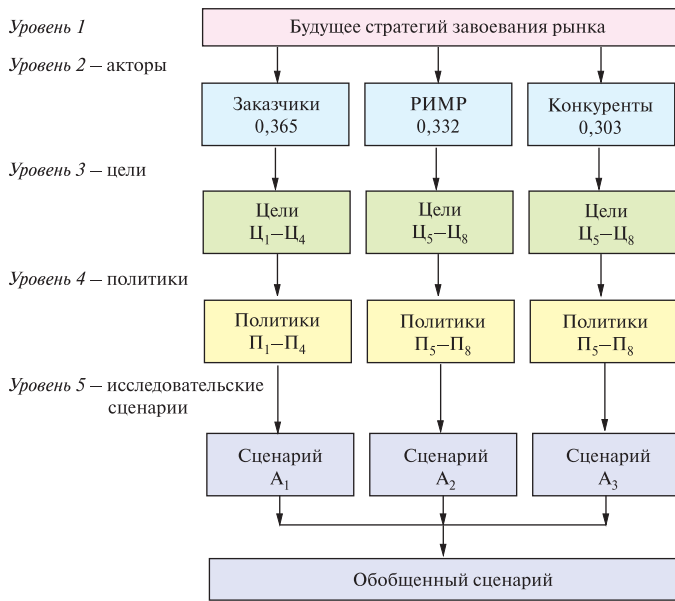 Уровень 1
Будущее стратегий завоевания рынка
Уровень 2 – акторы
Заказчики
0,365
РИМР
0,332
Конкуренты
0,303
Уровень 3 – цели
Цели
Ц₁–Ц₄
Цели
Ц₅–Ц₈
Цели
Ц₅–Ц₈
Уровень 4 – политики
Политики
П₁–П₄
Политики
П₅–П₈
Политики
П₅–П₈
Уровень 5 – исследовательские
сценарии
Сценарий
А₁
Сценарий
А₂
Сценарий
А₃
Обобщенный сценарий